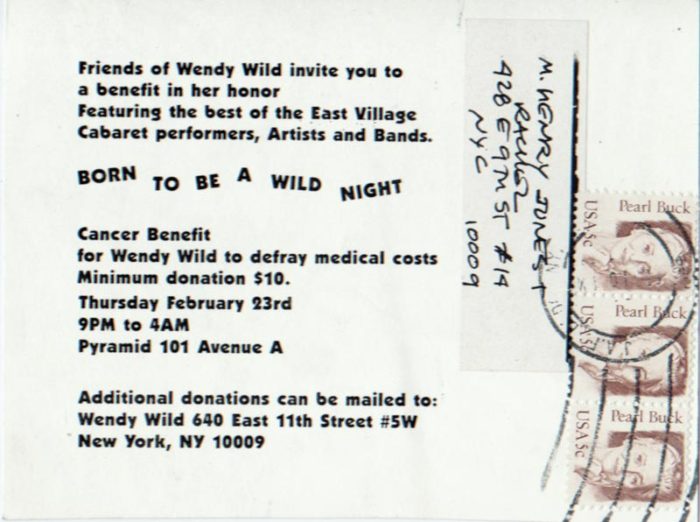 Friends of Wendy Wild invite you to
a benefit in her honor
Featuring the best of the East Village
Cabaret performers, Artists and Bands.
BORN TO BE A WILD NIGHT
Cancer Benefit
for Wendy Wild to defray medical costs
Minimum donation $10.
Thursday February 23rd
9PM to 4AM
Pyramid 101 Avenue A
Additional donations can be mailed to:
Wendy Wild 640 East 11th Street #5W
New York, NY 10009
M. HENRY JONES +
RACHEL
428 E 9TH ST #14
NYC
10009
Pearl Buck
USA 5c
Pearl Buck
USA 5c
Pearl Buck
USA 5c